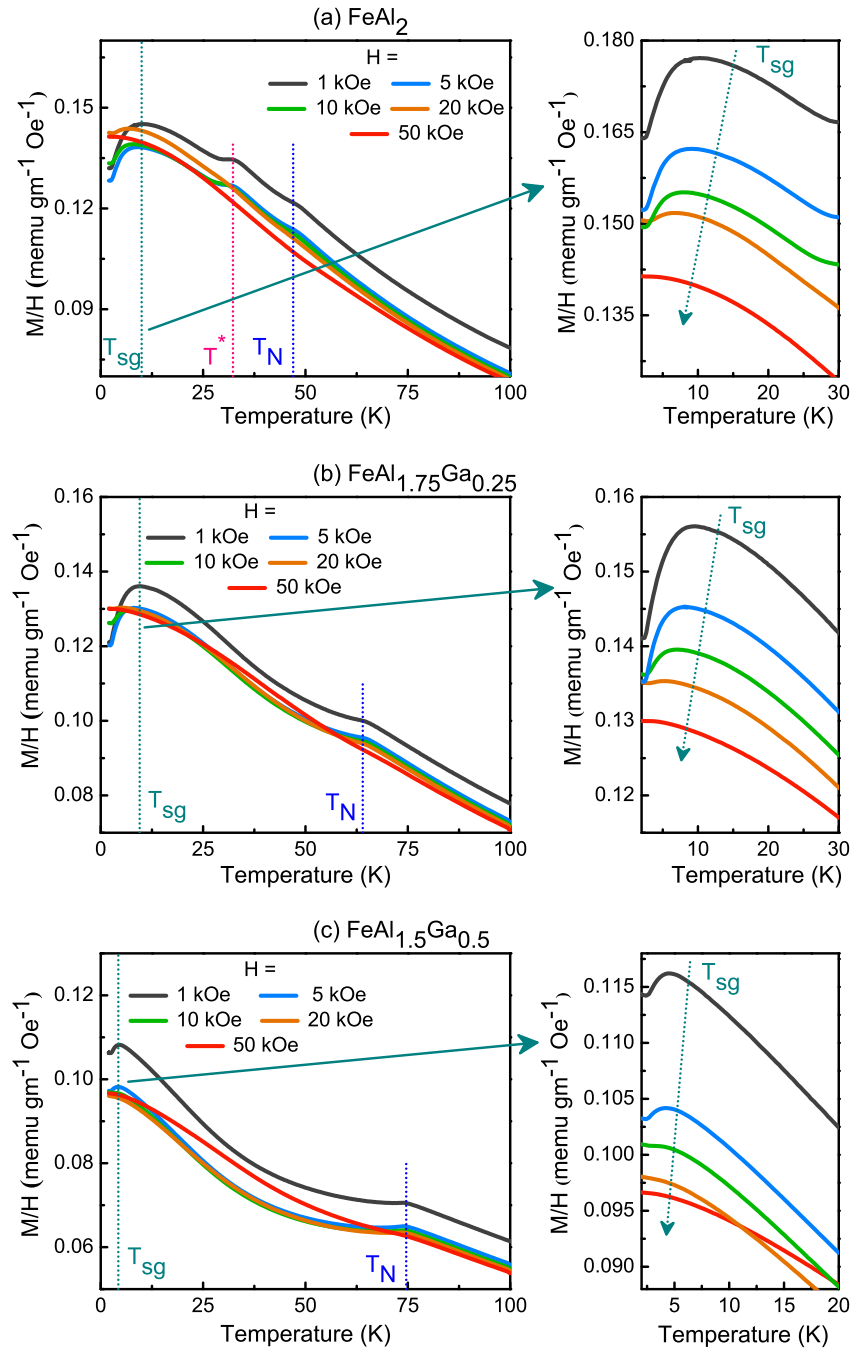 (a) FeAl2
H =
1 kOe 5 kOe
10 kOe 20 kOe
50 kOe
0.15
0.12
0.09
M/H (memu gm-1 Oe-1)
Tsg T* TN
0 25 50 75 100
Temperature (K)
0.180
0.165
0.150
0.135
M/H (memu gm-1 Oe-1)
Tsg
10 20 30
Temperature (K)
(b) FeAl1.75Ga0.25
H =
1 kOe 5 kOe
10 kOe 20 kOe
50 kOe
0.16
0.14
0.12
0.10
0.08
M/H (memu gm-1 Oe-1)
Tsg TN
0 25 50 75 100
Temperature (K)
0.16
0.15
0.14
0.13
0.12
M/H (memu gm-1 Oe-1)
Tsg
10 20 30
Temperature (K)
(c) FeAl1.5Ga0.5
H =
1 kOe 5 kOe
10 kOe 20 kOe
50 kOe
0.12
0.10
0.08
0.06
M/H (memu gm-1 Oe-1)
Tsg TN
0 25 50 75 100
Temperature (K)
0.115
0.110
0.105
0.100
0.095
0.090
M/H (memu gm-1 Oe-1)
Tsg
5 10 15 20
Temperature (K)